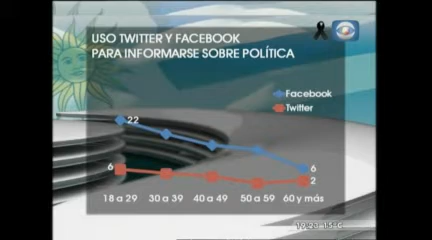 USO TWITTER Y FACEBOOK
PARA INFORMARSE SOBRE POLÍTICA
Facebook
Twitter
22
6
6
2
18 a 29 30 a 39 40 a 49 50 a 59 60 y más